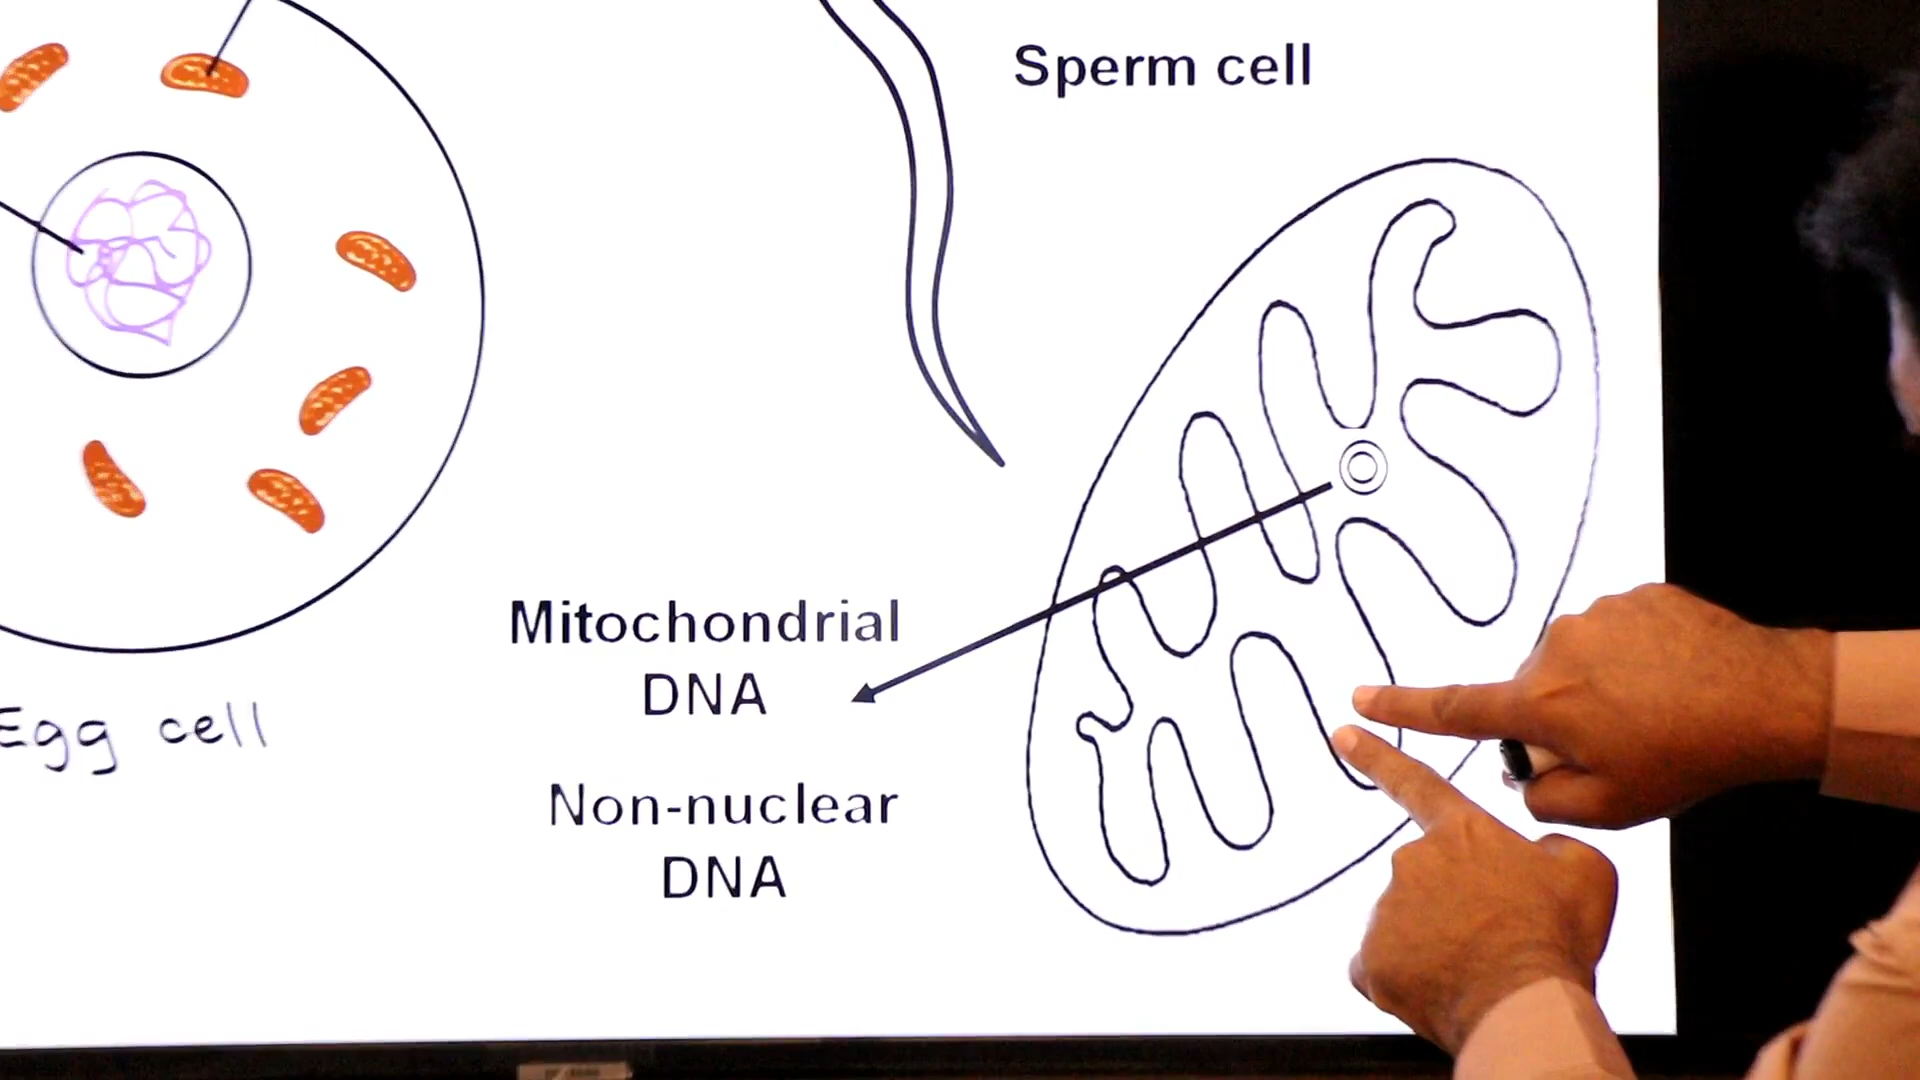 Sperm cell
Mitochondrial
DNA
Egg cell
Non-nuclear
DNA